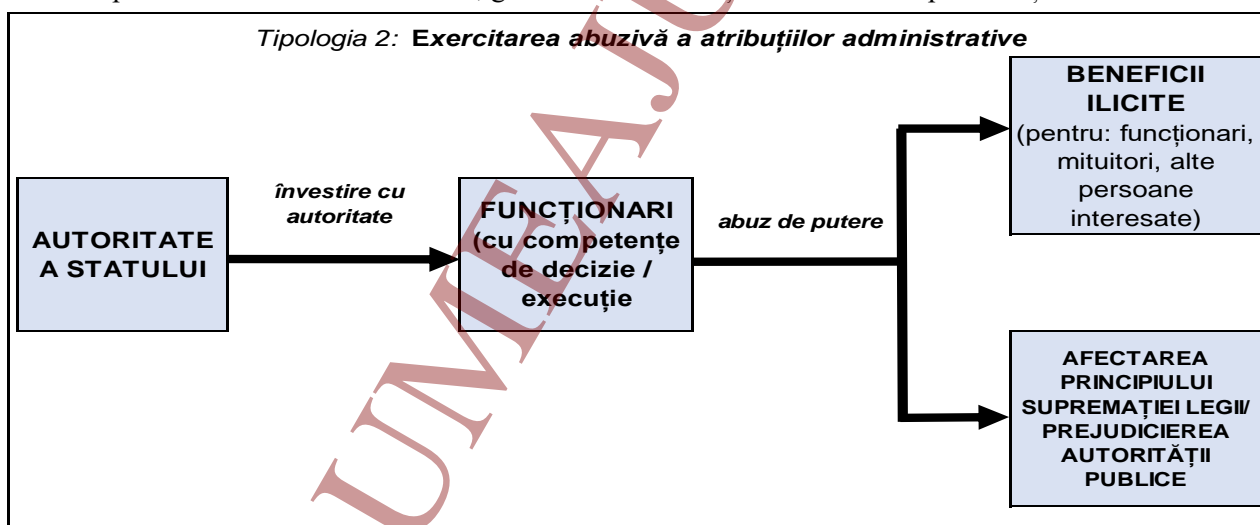 Tipologia 2: Exercitarea abuzivă a atribuțiilor administrative
BENEFICII
ILICITE
(pentru: funcționari,
mituitori, alte
persoane
interesate)
învestire cu
autoritate
AUTORITATE
A STATULUI
FUNCȚIONARI
(cu competențe
de decizie /
execuție
abuz de putere
AFECTAREA
PRINCIPIULUI
SUPREMAȚIEI LEGII/
PREJUDICIEREA
AUTORITĂȚII
PUBLICE
UMEAJU